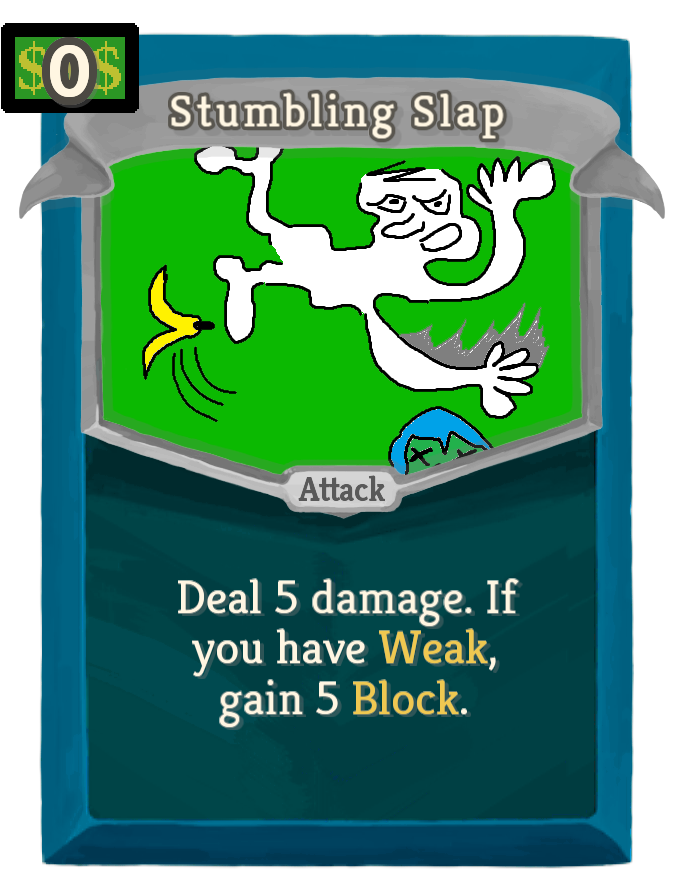 $0$
Stumbling Slap
Attack
Deal 5 damage. If
you have Weak,
gain 5 Block.